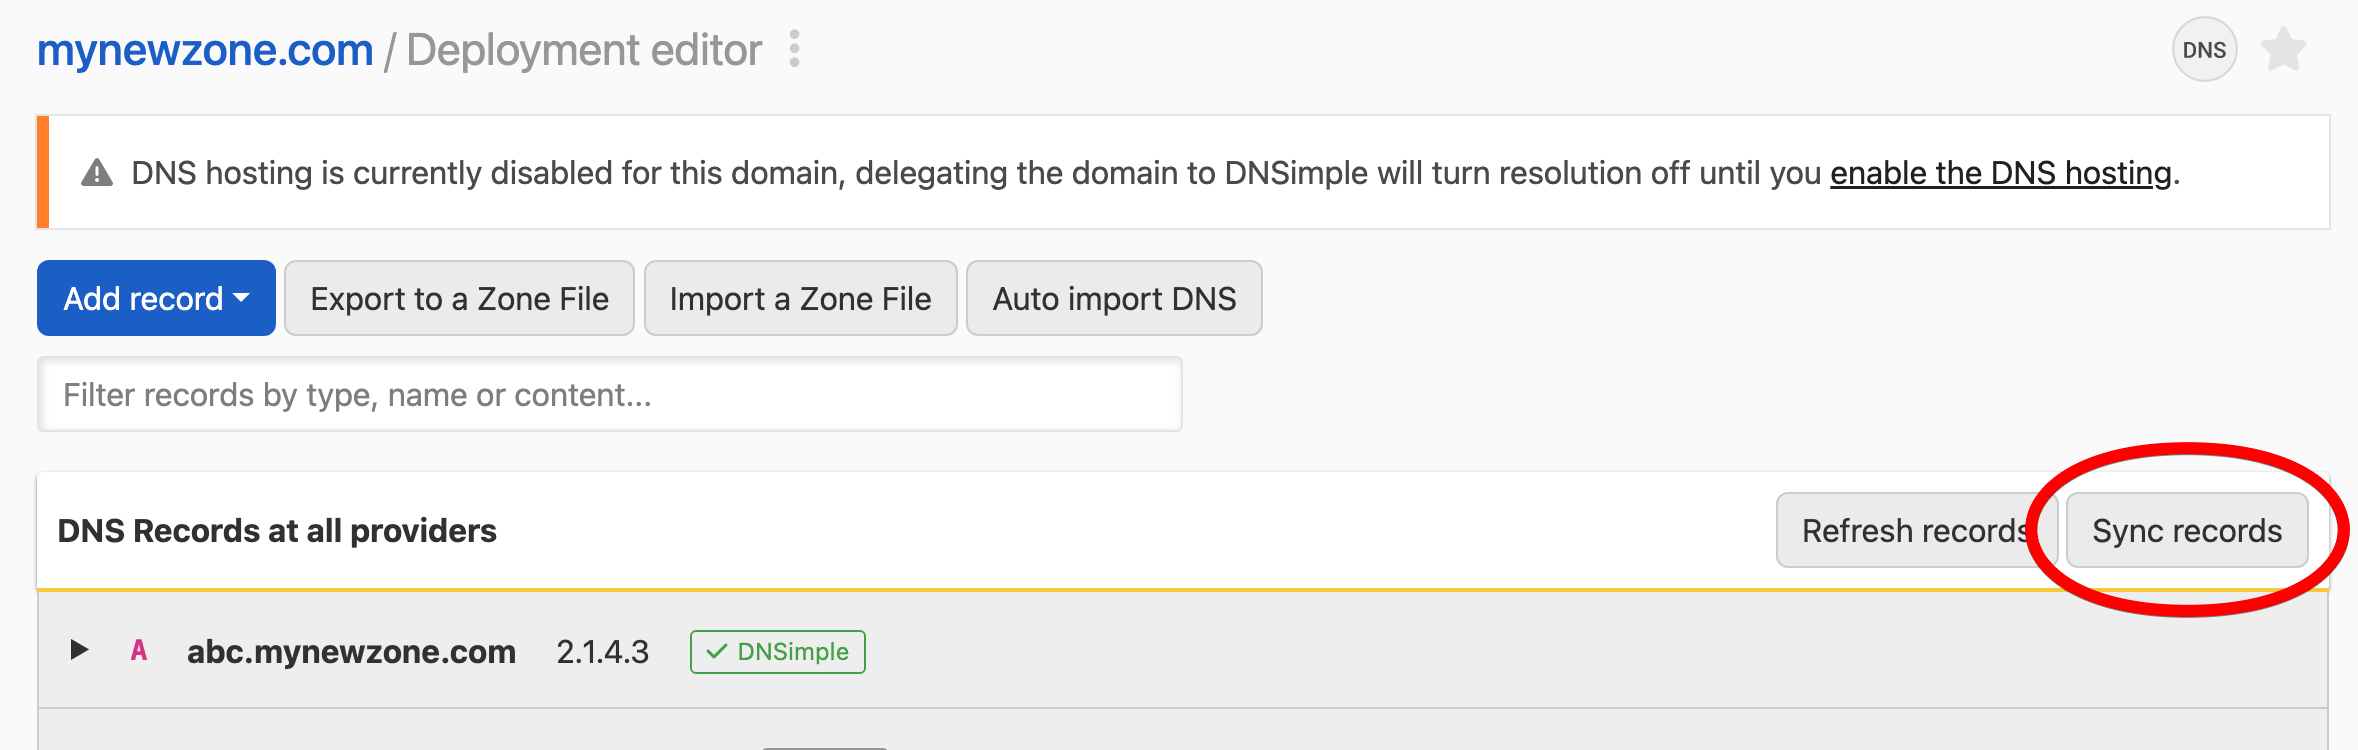 mynewzone.com / Deployment editor
DNS
DNS hosting is currently disabled for this domain, delegating the domain to DNSimple will turn resolution off until you enable the DNS hosting.
Add record Export to a Zone File Import a Zone File Auto import DNS
Filter records by type, name or content...
DNS Records at all providers Refresh records Sync records
A abc.mynewzone.com 2.1.4.3 DNSimple